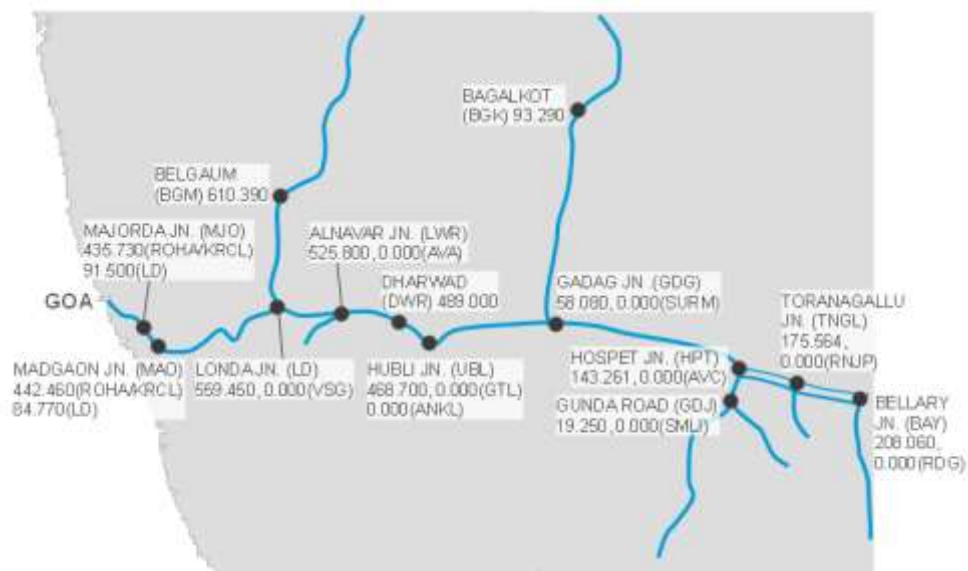 BAGALKOT
(BGK) 93.290
BELGAUM
(BGM) 610.390
MAJORDA JN. (MJO)
435.730(ROHA/KRCL)
91.500(LD)
ALNAVAR JN. (LWR)
525.800, 0.000(AVA)
DHARWAD
(DWR) 489.000
GOA
GADAG JN .(GDG)
58.080, 0.000(SURM)
TORANAGALLU
JN. (TNGL)
175.564,
0.000(RNJP)
MADGAON JN. (MAO)
442.460(ROHA/KRCL)
84.770(LD)
LONDA JN. (LD)
559.450, 0.000(VSG)
HUBLI JN. (UBL)
468.700, 0.000(GTL)
0.000(ANKL)
HOSPET JN. (HPT)
143.261, 0.000(AVC)
GUNDA ROAD (GDJ)
19.250, 0.000(SMLI)
BELLARY
JN. (BAY)
208.060,
0.000(RDG)